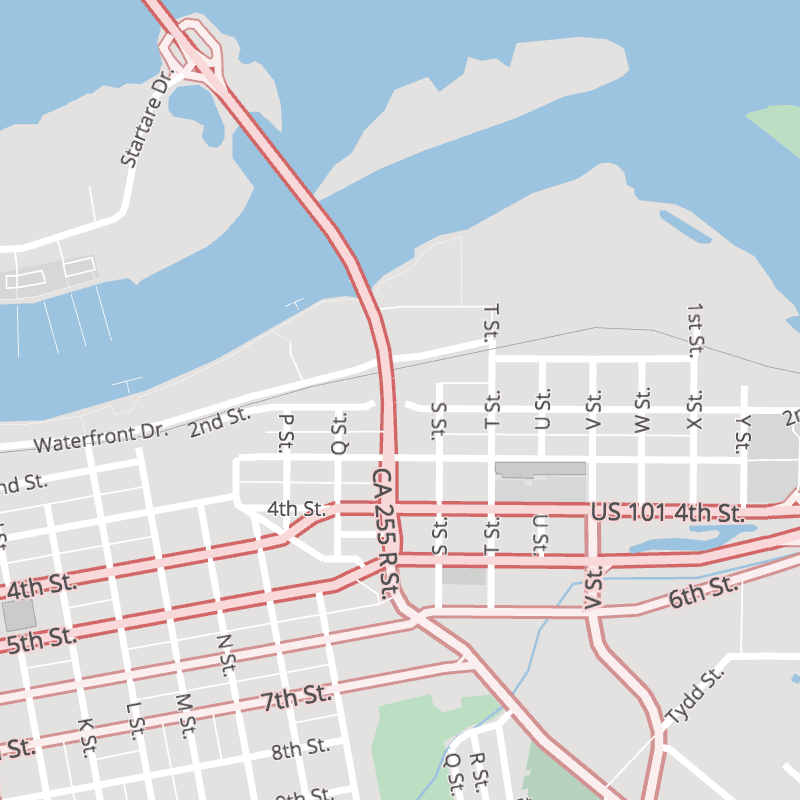 Startare Dr.
T St.
1st St.
Waterfront Dr.
2nd St.
P St.
Q St.
S St.
T St.
U St.
V St.
W St.
X St.
Y St.
nd St.
4th St.
CA 255 R St.
US 101 4th St.
S St.
T St.
U St.
4th St.
V St.
6th St.
5th St.
N St.
7th St.
Tydd St.
K St.
L St.
M St.
St.
8th St.
Q St.
R St.
9th St.